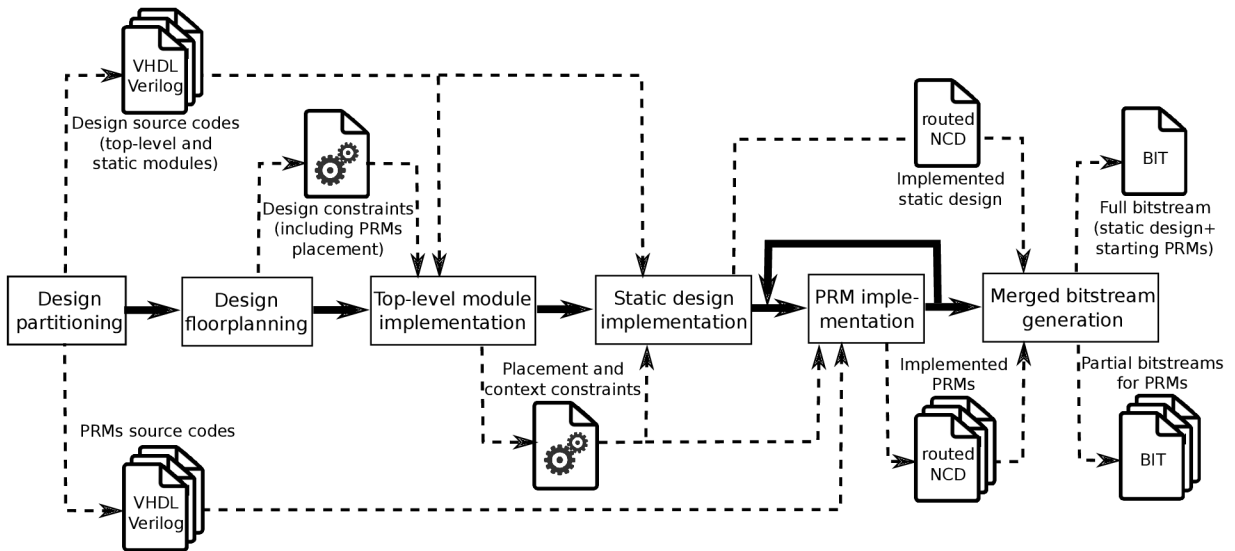 VHDL
Verilog
Design source codes
(top-level and
static modules)
Design constraints
(including PRMs
placement)
routed
NCD
Implemented
static design
BIT
Full bitstream
(static design+
starting PRMs)
Design
partitioning
Design
floorplanning
Top-level module
implementation
Static design
implementation
PRM imple-
mentation
Merged bitstream
generation
Placement and
context constraints
Implemented
PRMs
routed
NCD
Partial bitstreams
for PRMs
BIT
PRMs source codes
VHDL
Verilog